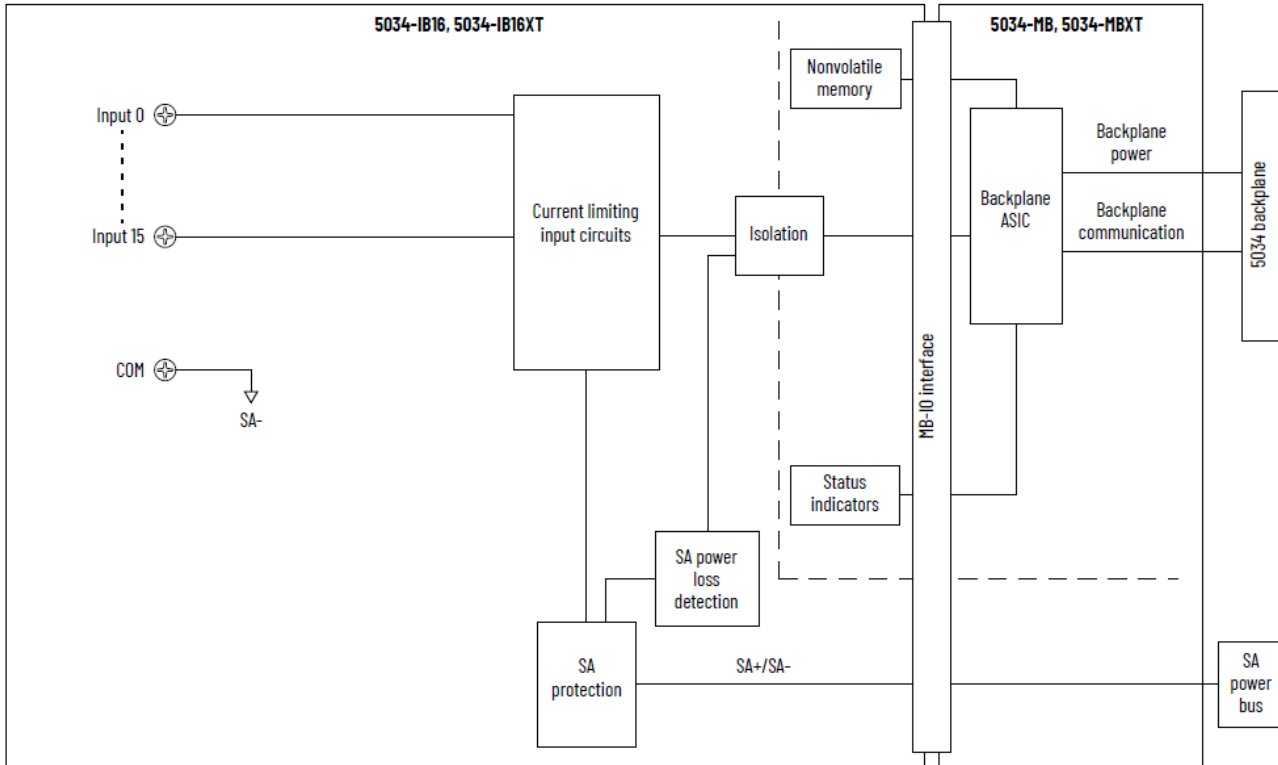 5034-IB16, 5034-IB16XT
5034-MB, 5034-MBXT
Nonvolatile
memory
Input 0
Backplane
power
Current limiting
input circuits
Isolation
Backplane
ASIC
Backplane
communication
5034 backplane
Input 15
COM
SA-
MB-IO interface
Status
indicators
SA power
loss
detection
SA
protection
SA+/SA-
SA
power
bus